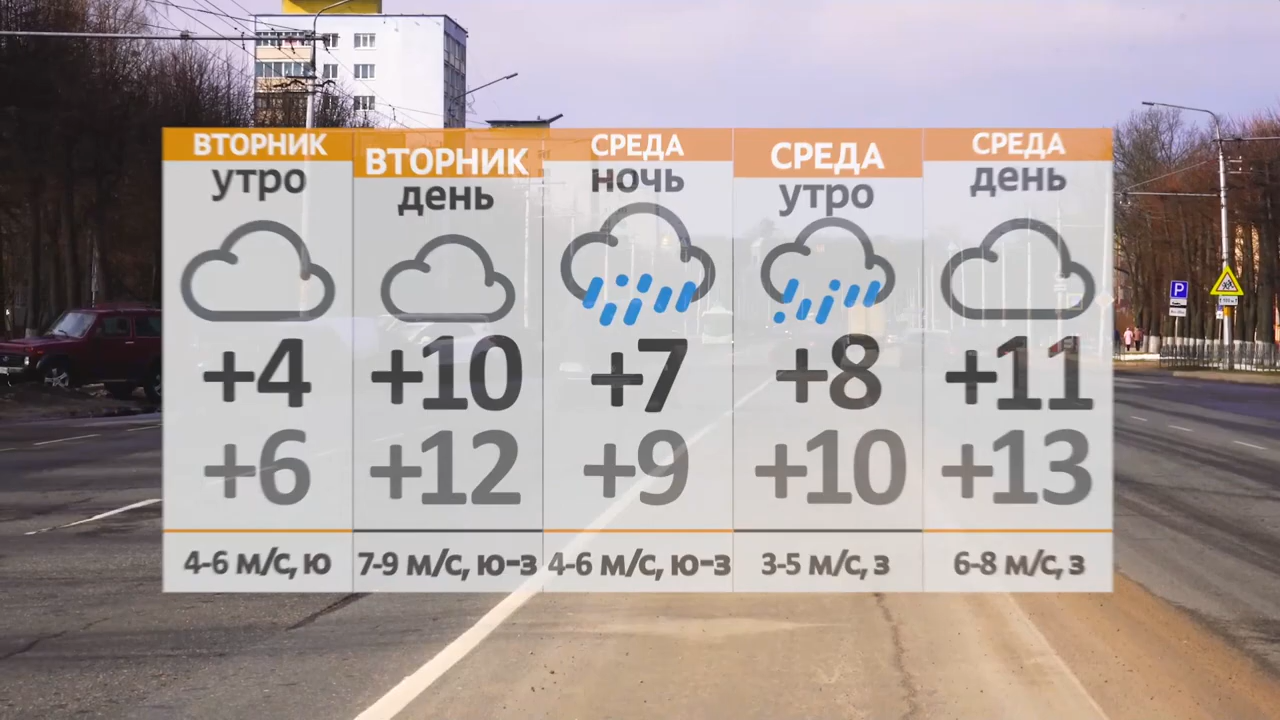 ВТОРНИК
утро
+4
+6
4-6 м/с, ю
ВТОРНИК
день
+10
+12
7-9 м/с, ю-з
СРЕДА
ночь
+7
+9
4-6 м/с, ю-з
СРЕДА
утро
+8
+10
3-5 м/с, з
СРЕДА
день
+11
+13
6-8 м/с, з
P